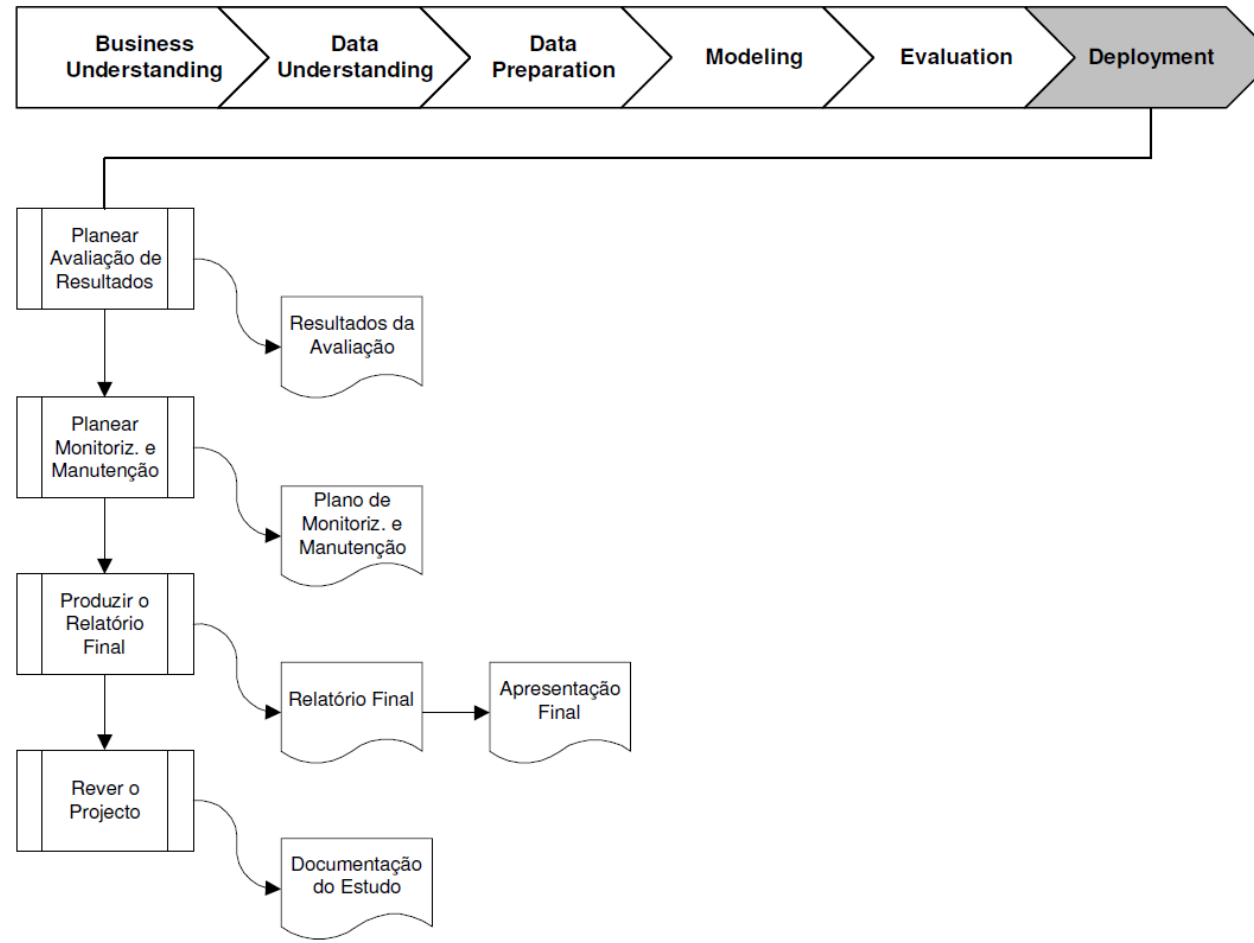 Business
Understanding
Data
Understanding
Data
Preparation
Modeling
Evaluation
Deployment
Planear
Avaliação de
Resultados
Resultados da
Avaliação
Planear
Monitoriz. e
Manutenção
Plano de
Monitoriz. e
Manutenção
Produzir o
Relatório
Final
Relatório Final
Apresentação
Final
Rever o
Projecto
Documentação
do Estudo